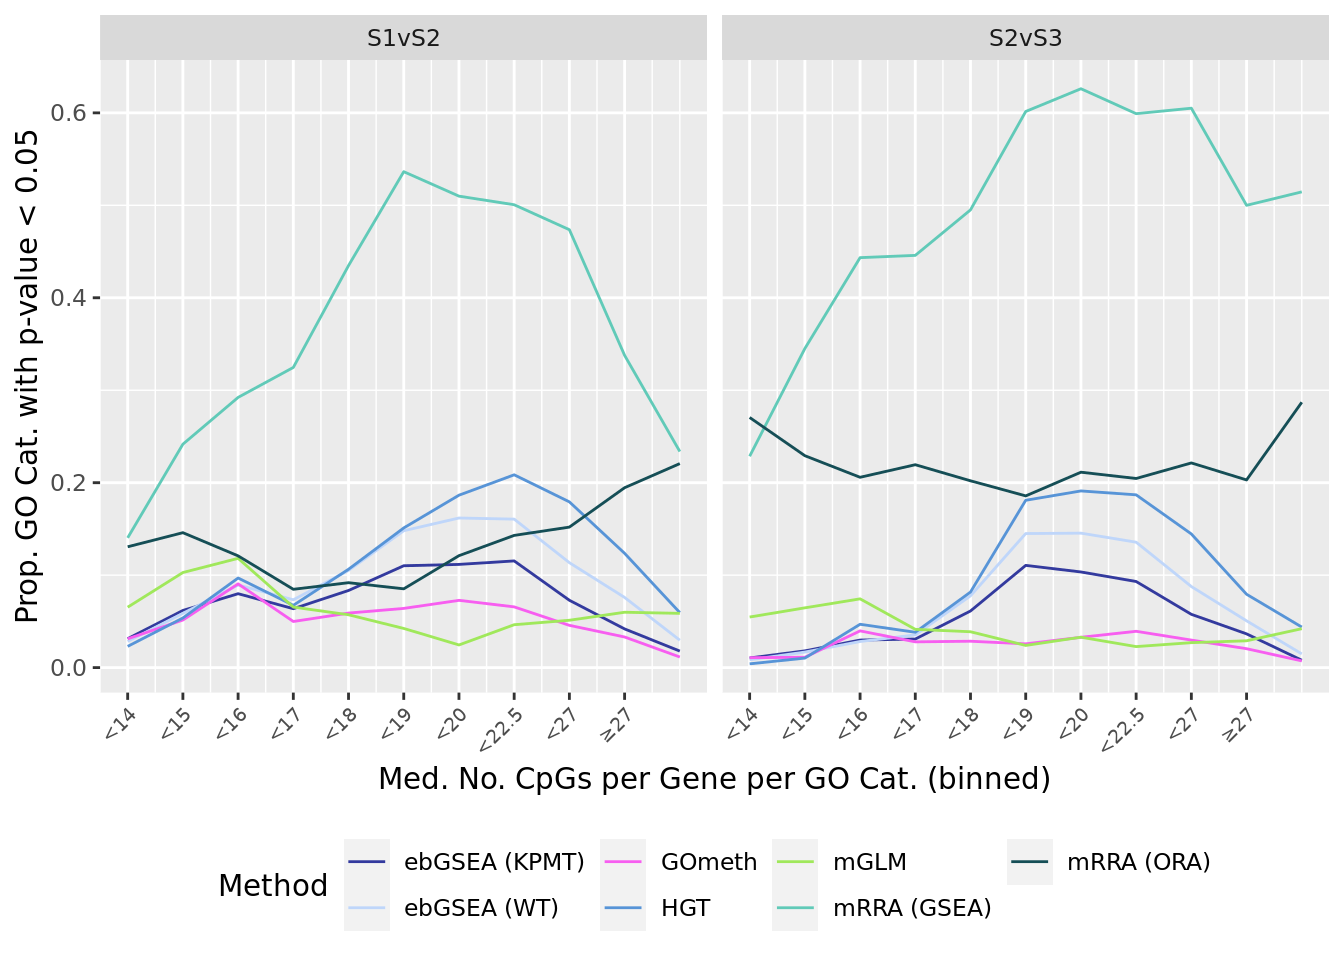 S1vS2
S2vS3
Prop. GO Cat. with p-value < 0.05
0.6
0.4
0.2
0.0
<14 <15 <16 <17 <18 <19 <20 <22.5 <27 ≥27
<14 <15 <16 <17 <18 <19 <20 <22.5 <27 ≥27
Med. No. CpGs per Gene per GO Cat. (binned)
Method
ebGSEA (KPMT) GOmeth mGLM mRRA (ORA)
ebGSEA (WT) HGT mRRA (GSEA)